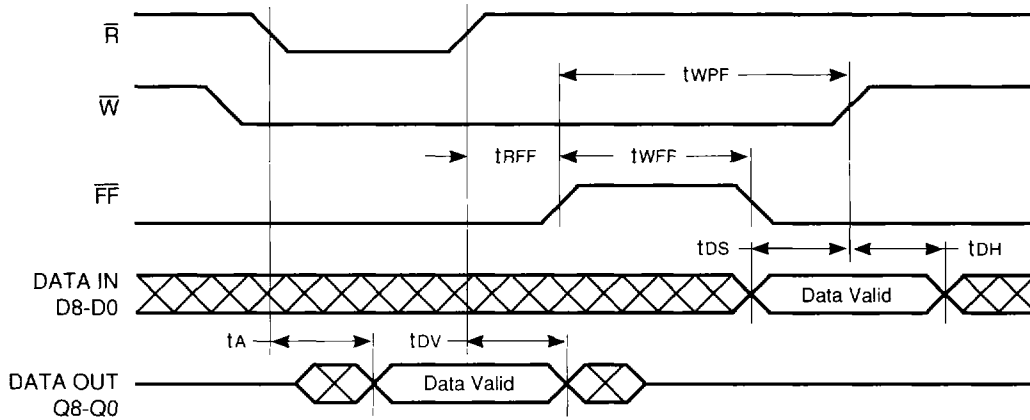 R̅
tWPF
W̅
tRFF
tWFF
F̅F̅
tDS
tDH
DATA IN
D8-D0
Data Valid
tA
tDV
DATA OUT
Q8-Q0
Data Valid